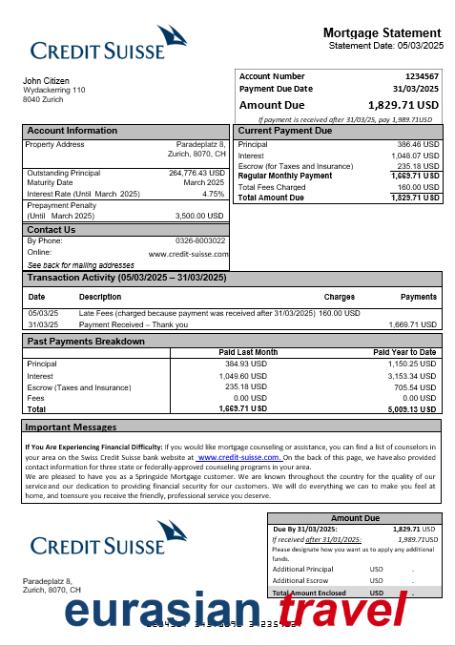 CREDIT SUISSE
Mortgage Statement
Statement Date: 05/03/2025
John Citizen
Wydackerring 110
8040 Zurich
Account Number 1234567
Payment Due Date 31/03/2025
Amount Due 1,829.71 USD
If payment is received after 31/03/25, pay 1,989.71USD
Account Information
Property Address Paradeplatz 8,
Zurich, 8070, CH
Outstanding Principal 264,776.43 USD
Maturity Date March 2025
Interest Rate (Until March 2025) 4.75%
Prepayment Penalty
(Until March 2025) 3,500.00 USD
Contact Us
By Phone: 0326-8003022
Online: www.credit-suisse.com
See back for mailing addresses
Current Payment Due
Principal 386.46 USD
Interest 1,048.07 USD
Escrow (for Taxes and Insurance) 235.18 USD
Regular Monthly Payment 1,669.71 USD
Total Fees Charged 160.00 USD
Total Amount Due 1,829.71 USD
Transaction Activity (05/03/2025 – 31/03/2025)
Date Description Charges Payments
05/03/25 Late Fees (charged because payment was received after 31/03/2025) 160.00 USD
31/03/25 Payment Received – Thank you 1,669.71 USD
Past Payments Breakdown
Paid Last Month Paid Year to Date
Principal 384.93 USD 1,150.25 USD
Interest 1,049.60 USD 3,153.34 USD
Escrow (Taxes and Insurance) 235.18 USD 705.54 USD
Fees 0.00 USD 0.00 USD
Total 1,669.71 USD 5,009.13 USD
Important Messages
If You Are Experiencing Financial Difficulty: If you would like mortgage counseling or assistance, you can find a list of counselors in
your area on the Swiss Credit Suisse bank website at www.credit-suisse.com. On the back of this page, we have also provided
contact information for three state or federally-approved counseling programs in your area.
We are pleased to have you as a Springside Mortgage customer. We are known throughout the country for the quality of our
service and our dedication to providing financial security for our customers. We will do everything we can to make you feel at
home, and to ensure you receive the friendly, professional service you deserve.
CREDIT SUISSE
Paradeplatz 8,
Zurich, 8070, CH
Amount Due
Due By 31/03/2025: 1,829.71 USD
If received after 31/01/2025: 1,989.71USD
Please designate how you want us to apply any additional
funds.
Additional Principal USD .
Additional Escrow USD .
Total Amount Enclosed USD .
eurasian travel